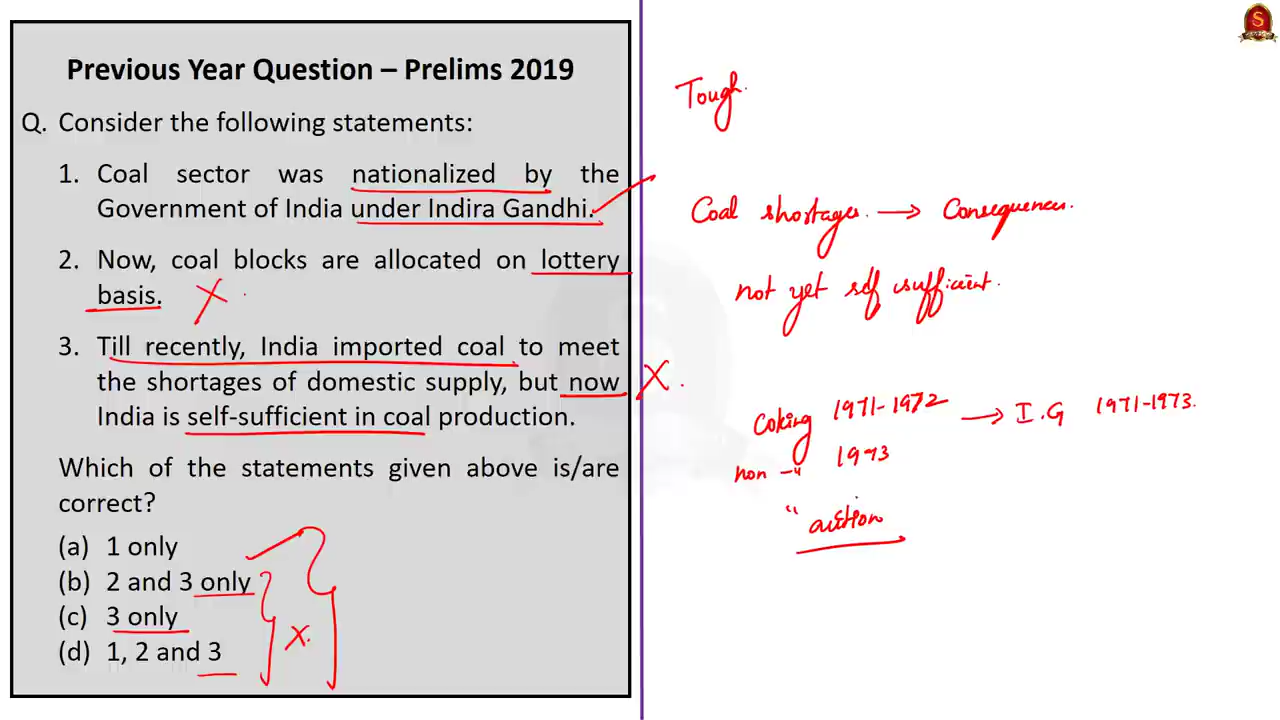 Previous Year Question – Prelims 2019
Q. Consider the following statements:
1. Coal sector was nationalized by the
Government of India under Indira Gandhi.
2. Now, coal blocks are allocated on lottery
basis.
3. Till recently, India imported coal to meet
the shortages of domestic supply, but now
India is self-sufficient in coal production.
Which of the statements given above is/are
correct?
(a) 1 only
(b) 2 and 3 only
(c) 3 only
(d) 1, 2 and 3
Tough.
Coal shortages. → Consequences.
not yet self sufficient.
Coking 1971-1972 → I.G 1971-1973.
non –" 1973
" auction